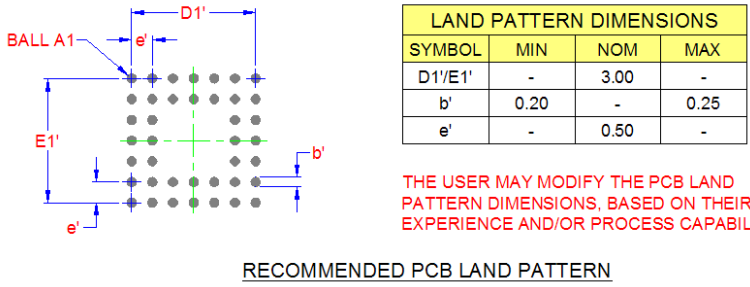 D1'
BALL A1
e'
E1'
b'
e'
LAND PATTERN DIMENSIONS
SYMBOL MIN NOM MAX
D1'/E1' - 3.00 -
b' 0.20 - 0.25
e' - 0.50 -
THE USER MAY MODIFY THE PCB LAND
PATTERN DIMENSIONS, BASED ON THEIR
EXPERIENCE AND/OR PROCESS CAPABIL
RECOMMENDED PCB LAND PATTERN